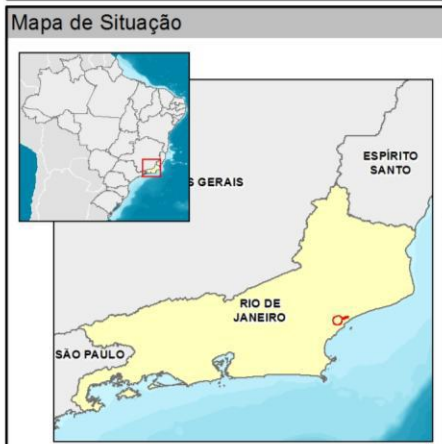 Mapa de Situação
S GERAIS
ESPÍRITO
SANTO
RIO DE
JANEIRO
SÃO PAULO